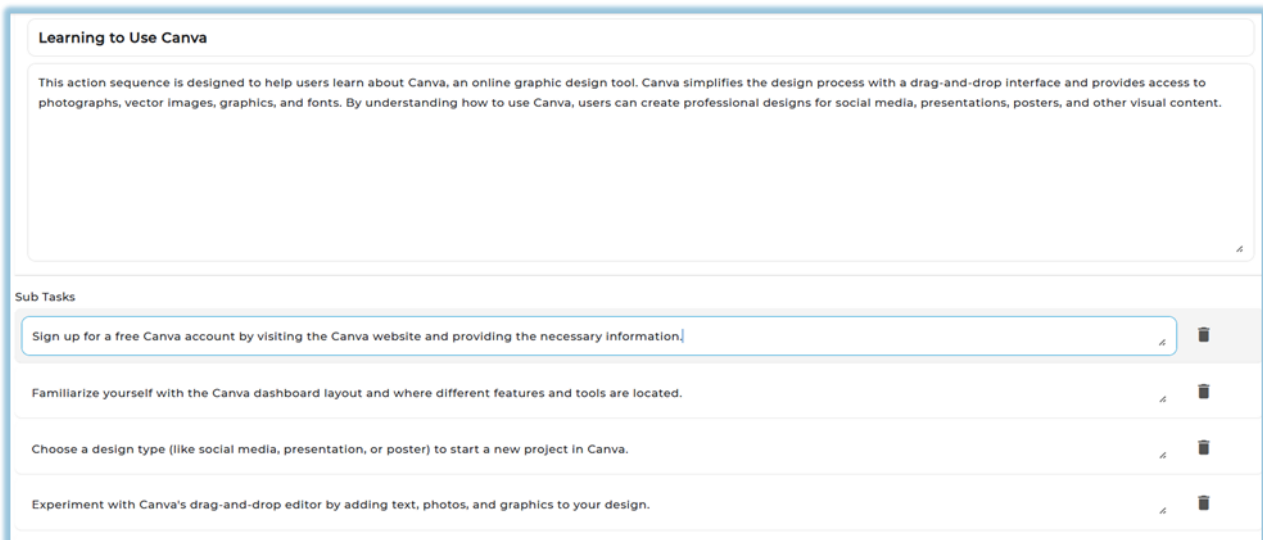 Learning to Use Canva
This action sequence is designed to help users learn about Canva, an online graphic design tool. Canva simplifies the design process with a drag-and-drop interface and provides access to
photographs, vector images, graphics, and fonts. By understanding how to use Canva, users can create professional designs for social media, presentations, posters, and other visual content.
Sub Tasks
Sign up for a free Canva account by visiting the Canva website and providing the necessary information.
Familiarize yourself with the Canva dashboard layout and where different features and tools are located.
Choose a design type (like social media, presentation, or poster) to start a new project in Canva.
Experiment with Canva's drag-and-drop editor by adding text, photos, and graphics to your design.